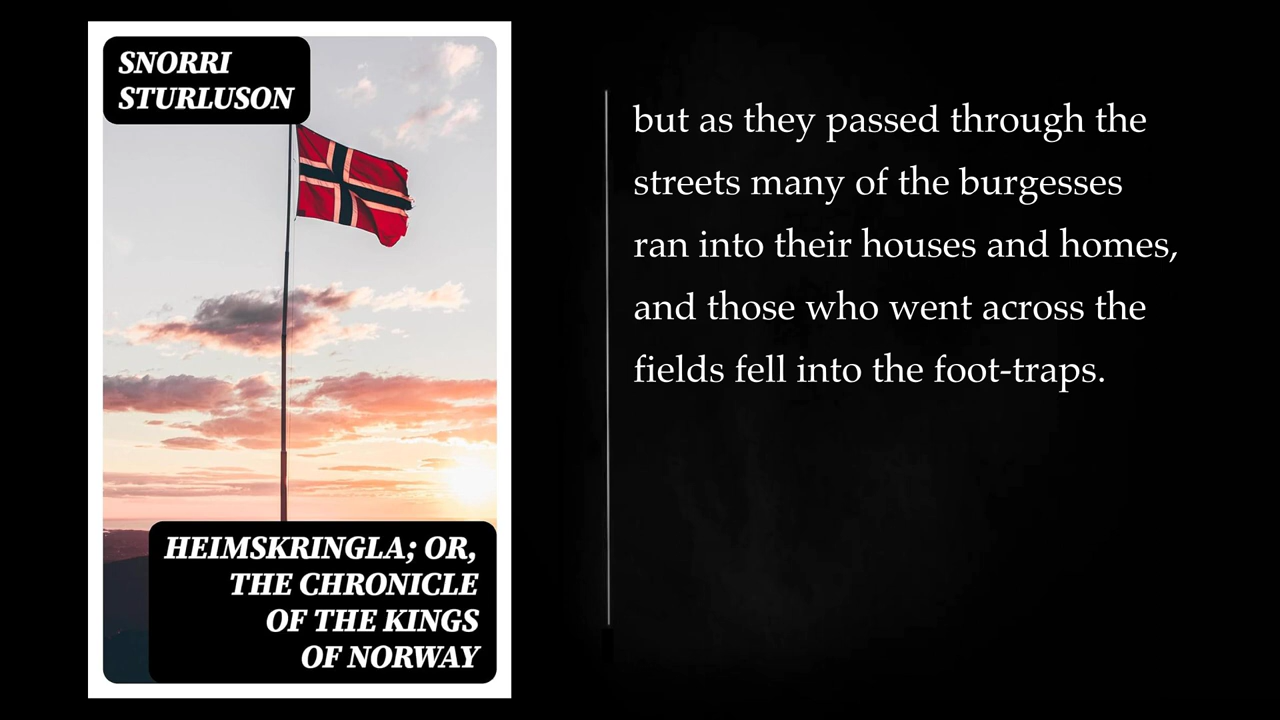 SNORRI
STURLUSON
HEIMSKRINGLA; OR,
THE CHRONICLE
OF THE KINGS
OF NORWAY
but as they passed through the
streets many of the burgesses
ran into their houses and homes,
and those who went across the
fields fell into the foot-traps.